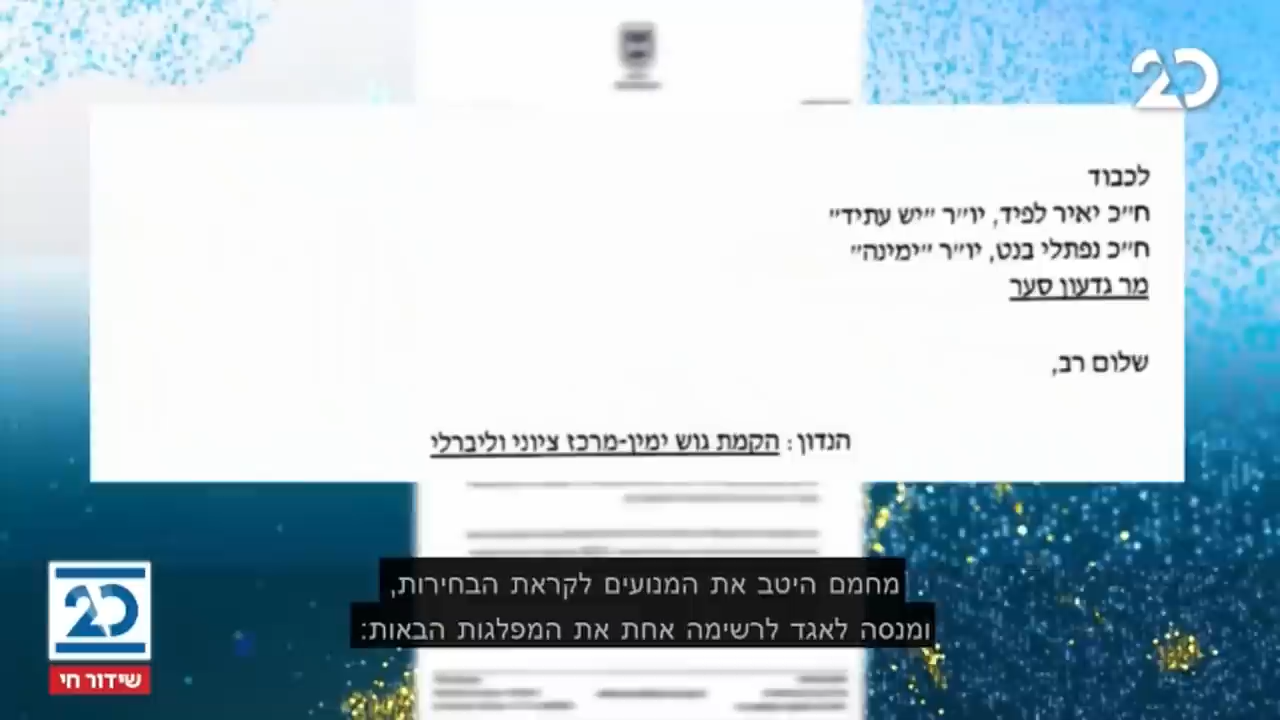 20
לכבוד
ח"כ יאיר לפיד, יו"ר "יש עתיד"
ח"כ נפתלי בנט, יו"ר "ימינה"
מר גדעון סער
שלום רב,
הנדון: הקמת גוש ימין-מרכז ציוני וליברלי
מחמם היטב את המנועים לקראת הבחירות,
ומנסה לאגד לרשימה אחת את המפלגות הבאות:
20
שידור חי